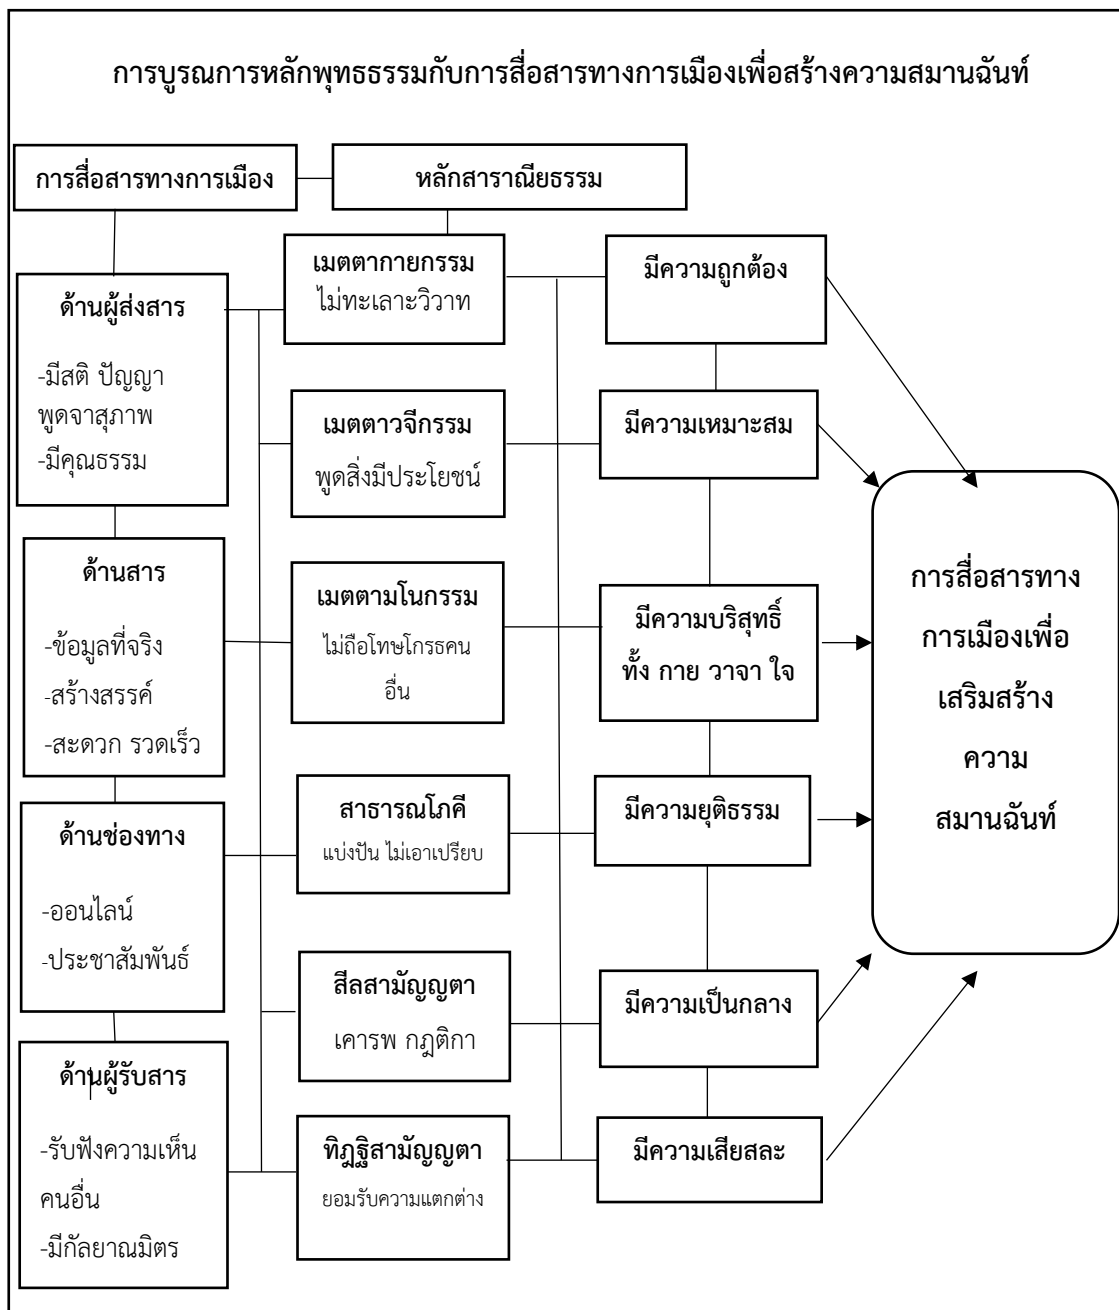 การบูรณการหลักพุทธธรรมกับการสื่อสารทางการเมืองเพื่อสร้างความสมานฉันท์
การสื่อสารทางการเมือง
หลักสาราณียธรรม
ด้านผู้ส่งสาร
-มีสติ ปัญญา
พูดจาสุภาพ
-มีคุณธรรม
ด้านสาร
-ข้อมูลที่จริง
-สร้างสรรค์
-สะดวก รวดเร็ว
ด้านช่องทาง
-ออนไลน์
-ประชาสัมพันธ์
ด้านผู้รับสาร
-รับฟังความเห็น
คนอื่น
-มีกัลยาณมิตร
เมตตากายกรรม
ไม่ทะเลาะวิวาท
เมตตาวจีกรรม
พูดสิ่งมีประโยชน์
เมตตามโนกรรม
ไม่ถือโทษโกรธคน
อื่น
สาธารณโภคี
แบ่งปัน ไม่เอาเปรียบ
สีลสามัญญตา
เคารพ กฎติกา
ทิฎฐิสามัญญตา
ยอมรับความแตกต่าง
มีความถูกต้อง
มีความเหมาะสม
มีความบริสุทธิ์
ทั้ง กาย วาจา ใจ
มีความยุติธรรม
มีความเป็นกลาง
มีความเสียสละ
การสื่อสารทาง
การเมืองเพื่อ
เสริมสร้าง
ความ
สมานฉันท์